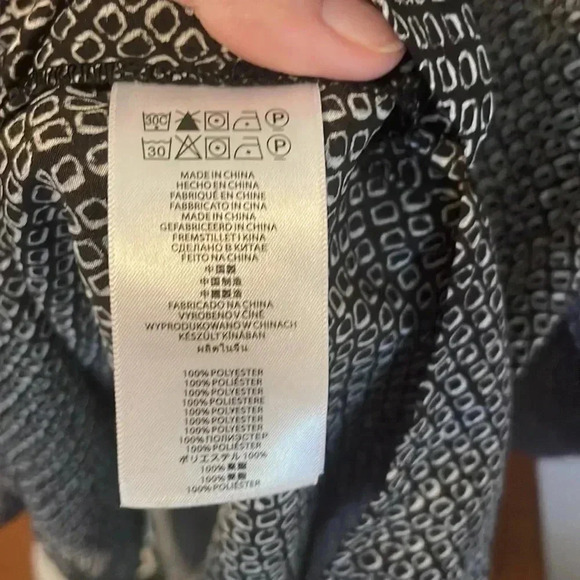 30C P
30 P
MADE IN CHINA
HECHO EN CHINA
FABRIQUÉ EN CHINE
FABBRICATO IN CINA
MADE IN CHINA
GEFABRICEERD IN CHINA
FREMSTILLET I KINA
СДЕЛАНО В КИТАЕ
FEITO NA CHINA
中国製
中国制造
中國製造
FABRICADO NA CHINA
VYROBENO V ČÍNĚ
WYPRODUKOWANO W CHINACH
KÉSZÜLT KÍNÁBAN
ผลิตในจีน
100% POLYESTER
100% POLIÉSTER
100% POLYESTER
100% POLIESTERE
100% POLYESTER
100% POLYESTER
100% POLYESTER
100% ПОЛИЭСТЕР
100% POLIÉSTER
ポリエステル 100%
100% 聚酯
100% 聚酯
100% POLIÉSTER